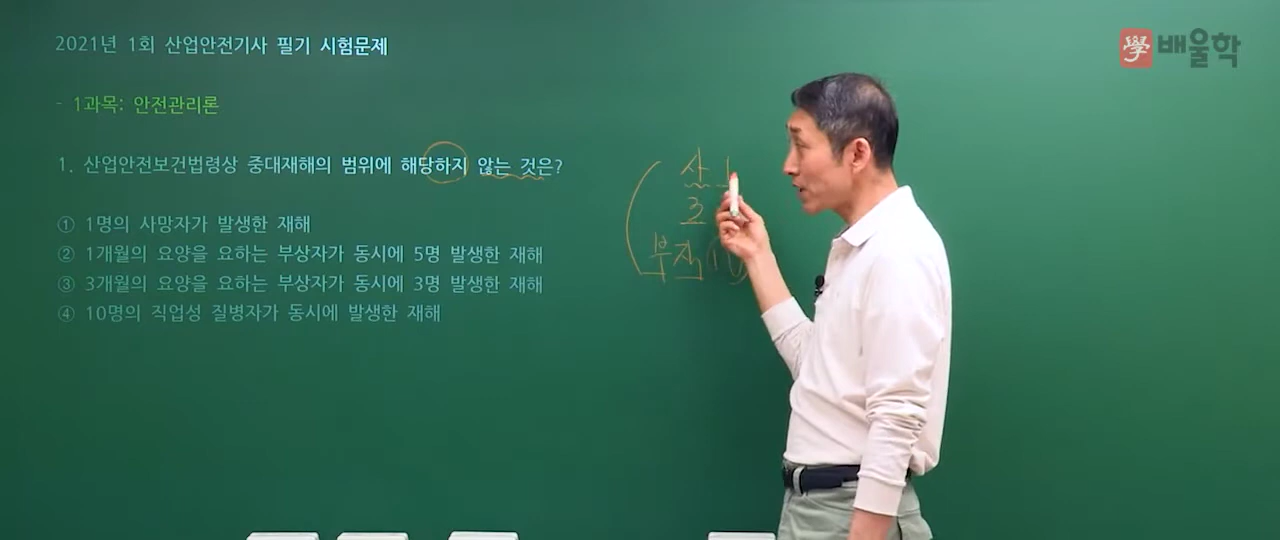 學 배울학
2021년 1회 산업안전기사 필기 시험문제
- 1과목: 안전관리론
1. 산업안전보건법령상 중대재해의 범위에 해당하지 않는 것은?
① 1명의 사망자가 발생한 재해
② 1개월의 요양을 요하는 부상자가 동시에 5명 발생한 재해
③ 3개월의 요양을 요하는 부상자가 동시에 3명 발생한 재해
④ 10명의 직업성 질병자가 동시에 발생한 재해
3
부직